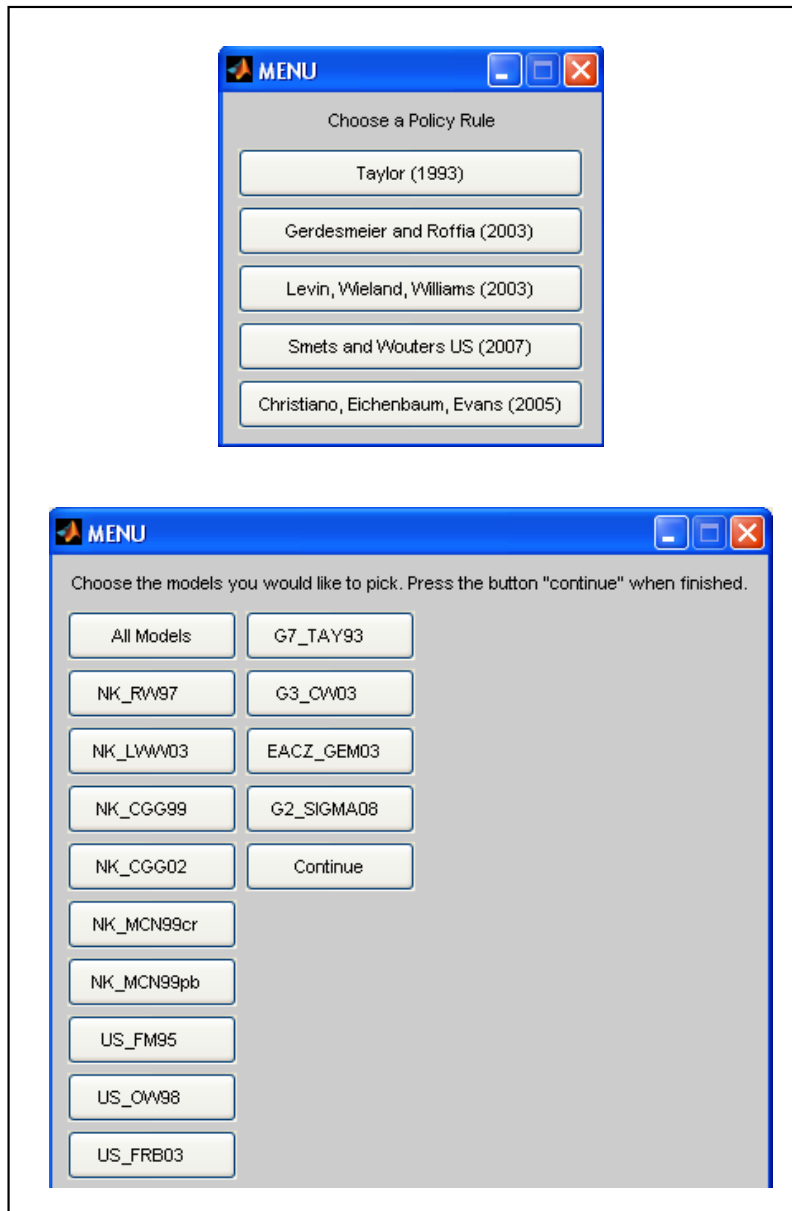 MENU
Choose a Policy Rule
Taylor (1993)
Gerdesmeier and Roffia (2003)
Levin, Wieland, Williams (2003)
Smets and Wouters US (2007)
Christiano, Eichenbaum, Evans (2005)
MENU
Choose the models you would like to pick. Press the button "continue" when finished.
All Models
NK_RW97
NK_LWW03
NK_CGG99
NK_CGG02
NK_MCN99cr
NK_MCN99pb
US_FM95
US_OW98
US_FRB03
G7_TAY93
G3_CW03
EACZ_GEM03
G2_SIGMA08
Continue